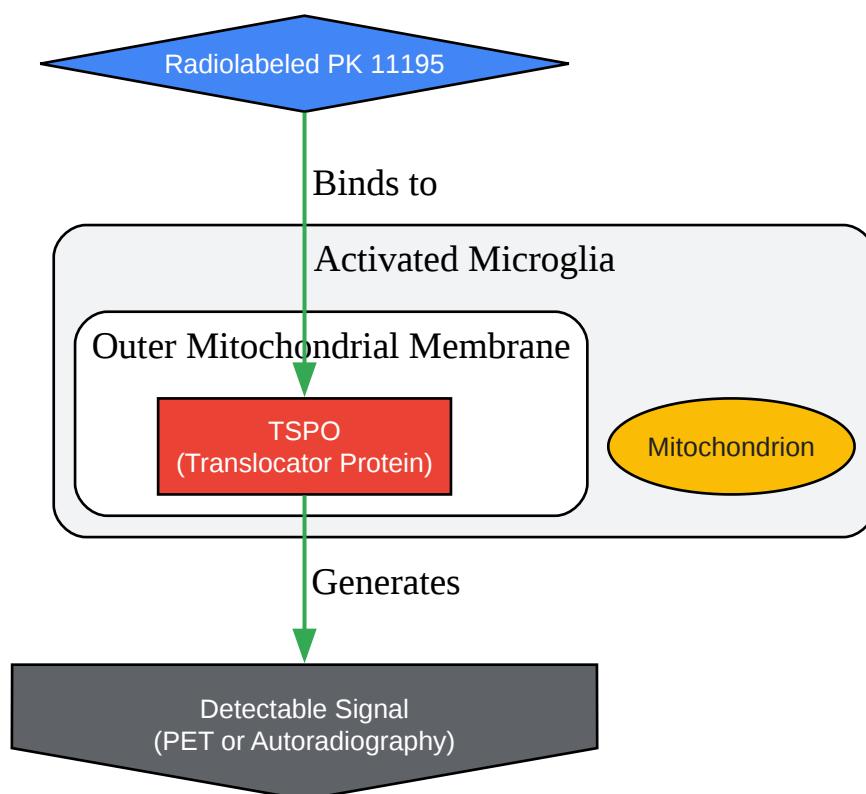 Radiolabeled PK 11195
Binds to
Activated Microglia
Outer Mitochondrial Membrane
TSPO
(Translocator Protein)
Mitochondrion
Generates
Detectable Signal
(PET or Autoradiography)